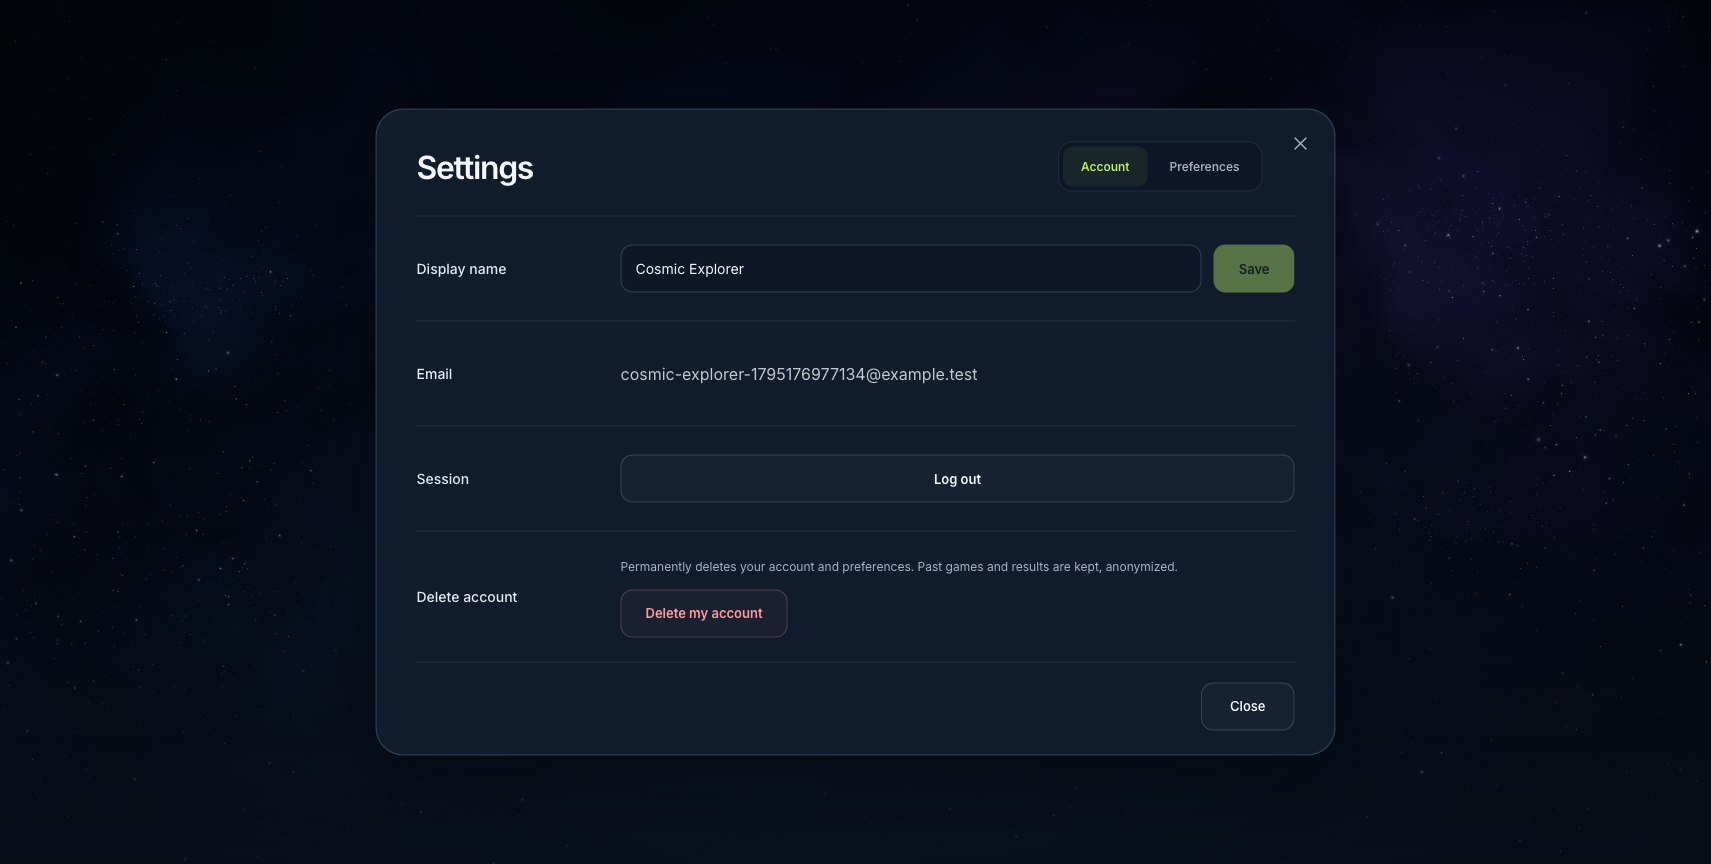 Settings
Account
Preferences
Display name
Cosmic Explorer
Save
Email
cosmic-explorer-1795176977134@example.test
Session
Log out
Permanently deletes your account and preferences. Past games and results are kept, anonymized.
Delete account
Delete my account
Close